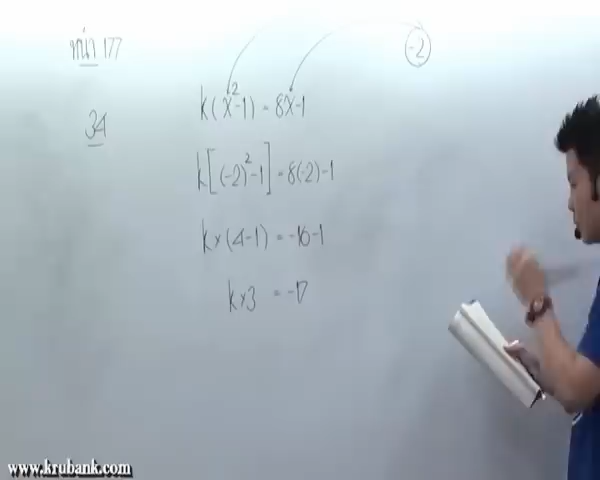 หน้า 177
34
-2
k(x²-1) = 8x-1
k[(-2)²-1] = 8(-2)-1
k×(4-1) = -16-1
k×3 = -17
www.krubank.com